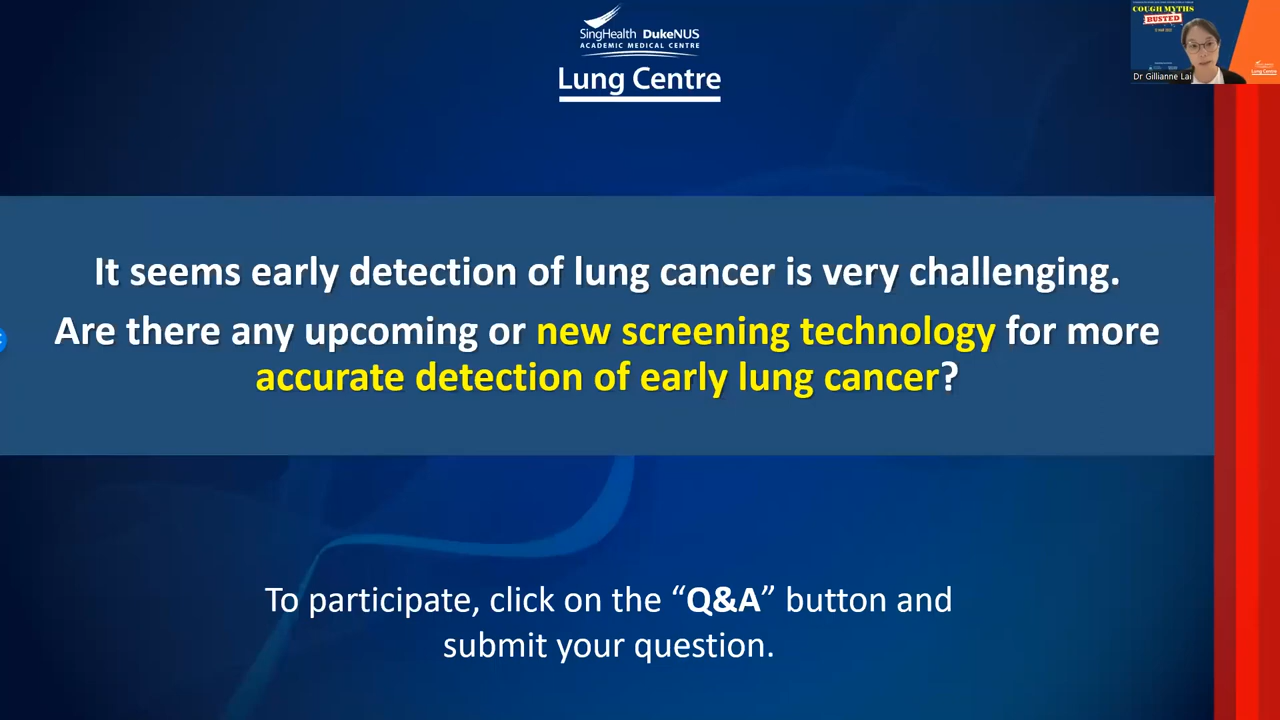 SingHealth DukeNUS
ACADEMIC MEDICAL CENTRE
Lung Centre
COUGH MYTHS
BUSTED
Dr Gillianne Lai
Lung Centre
It seems early detection of lung cancer is very challenging.
Are there any upcoming or new screening technology for more
accurate detection of early lung cancer?
To participate, click on the “Q&A” button and
submit your question.